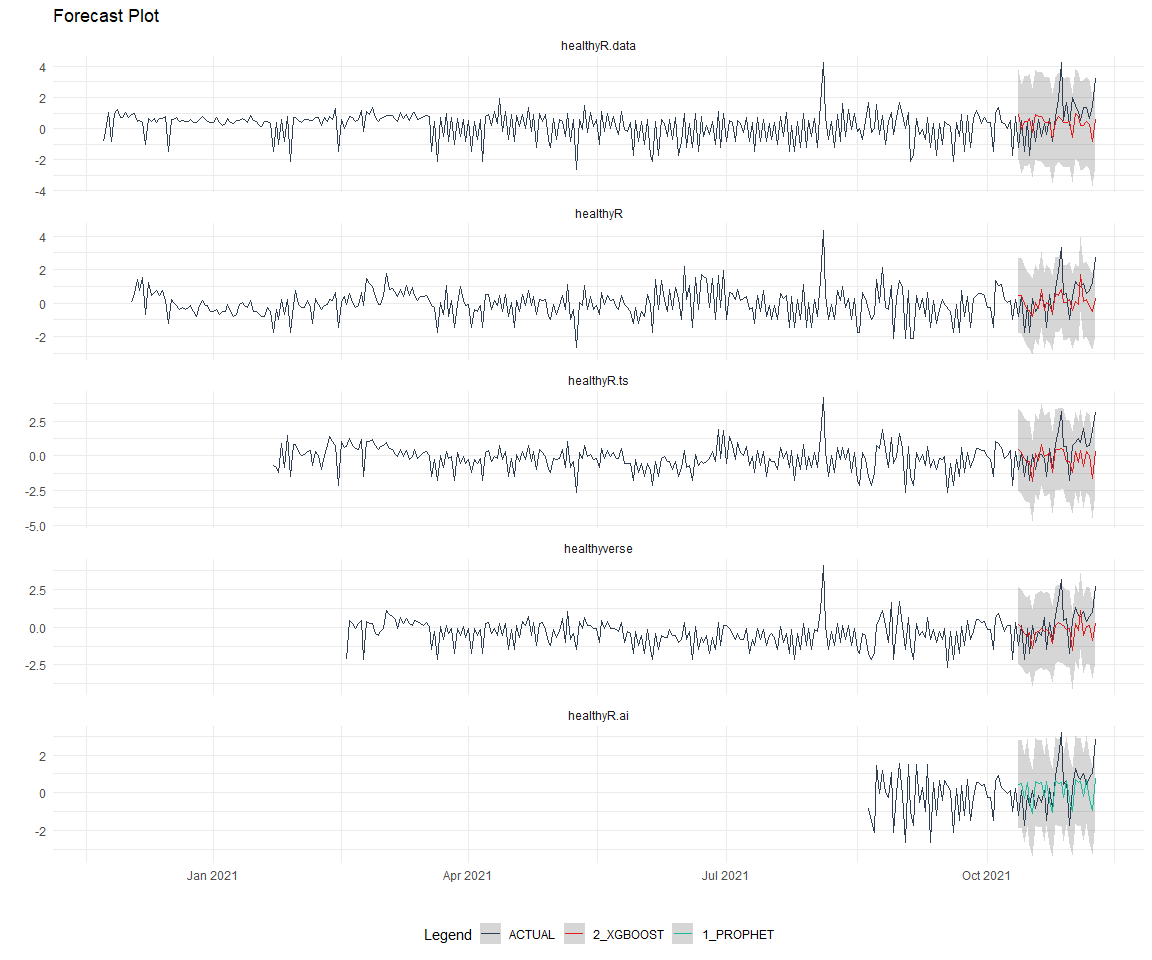 Forecast Plot
healthyR.data
4
2
0
-2
-4
healthyR
4
2
0
-2
healthyR.ts
2.5
0.0
-2.5
-5.0
healthyverse
2.5
0.0
-2.5
healthyR.ai
2
0
-2
Jan 2021 Apr 2021 Jul 2021 Oct 2021
Legend ACTUAL 2_XGBOOST 1_PROPHET